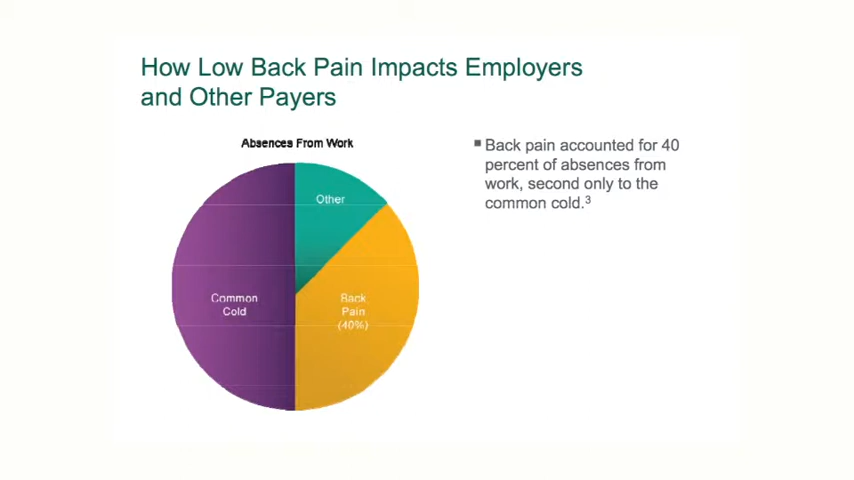 How Low Back Pain Impacts Employers
and Other Payers
Absences From Work
Other
Common
Cold
Back
Pain
(40%)
▪ Back pain accounted for 40
percent of absences from
work, second only to the
common cold.³